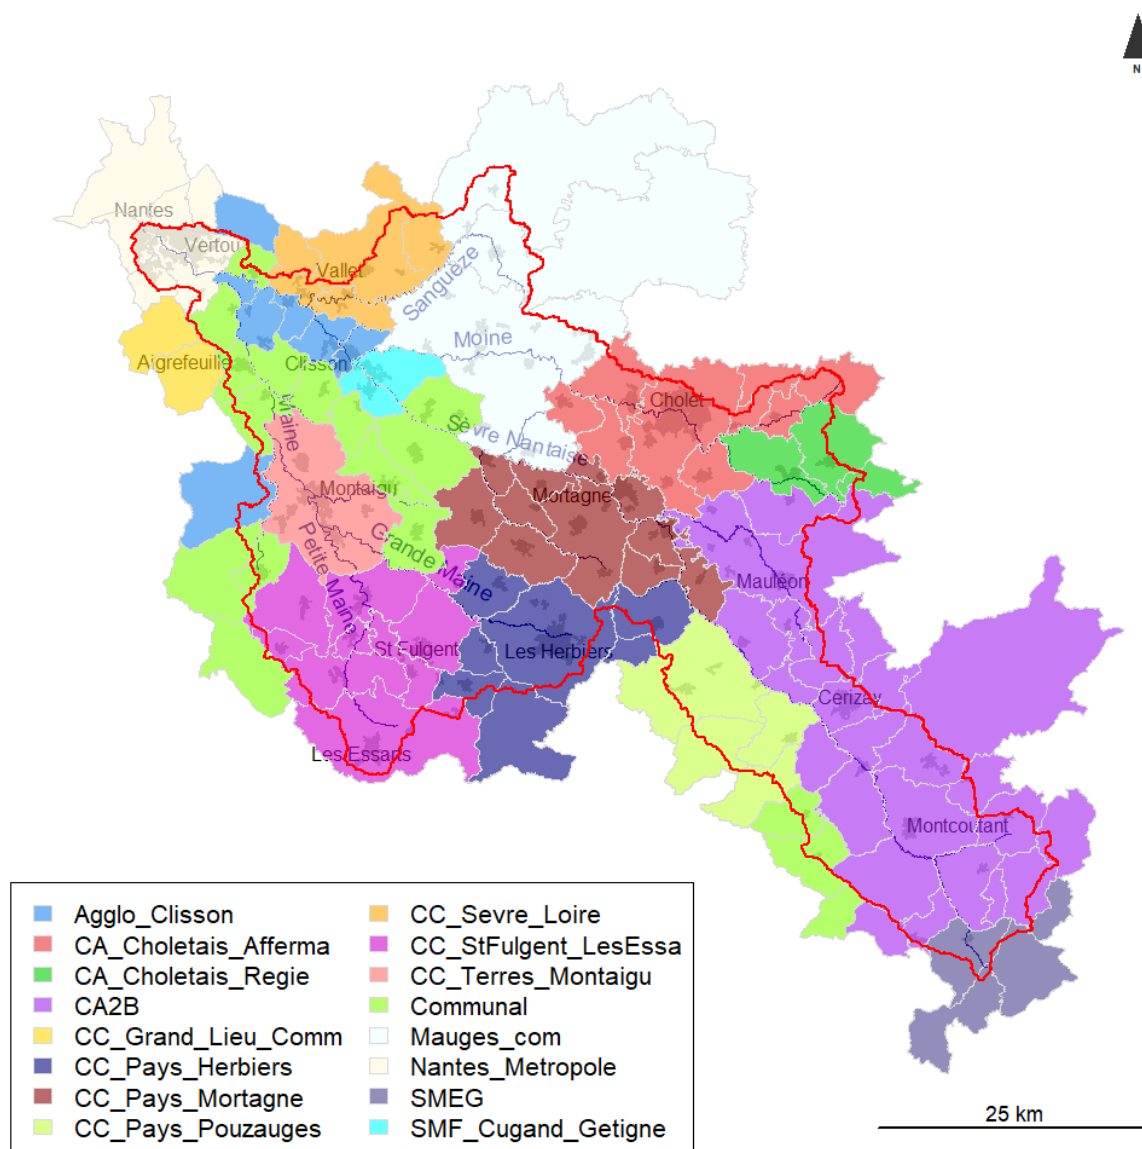 N
Nantes
Vertou
Vallet
Sanguèze
Moine
Aigrefeuille
Clisson
Cholet
Maine
Sèvre Nantaise
Montaigu
Mortagne
Grande Maine
Petite Maine
Mauléon
St Fulgent
Les Herbiers
Cerizay
Les Essarts
Montcoutant
Agglo_Clisson
CA_Choletais_Afferma
CA_Choletais_Regie
CA2B
CC_Grand_Lieu_Comm
CC_Pays_Herbiers
CC_Pays_Mortagne
CC_Pays_Pouzauges
CC_Sevre_Loire
CC_StFulgent_LesEssa
CC_Terres_Montaigu
Communal
Mauges_com
Nantes_Metropole
SMEG
SMF_Cugand_Getigne
25 km